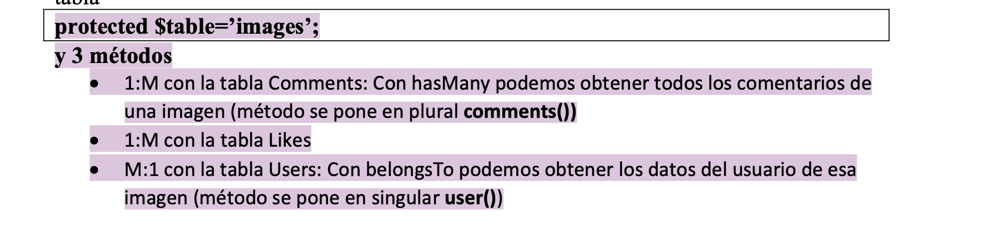 tabla
protected $table=’images’;
y 3 métodos
• 1:M con la tabla Comments: Con hasMany podemos obtener todos los comentarios de
una imagen (método se pone en plural comments())
• 1:M con la tabla Likes
• M:1 con la tabla Users: Con belongsTo podemos obtener los datos del usuario de esa
imagen (método se pone en singular user())